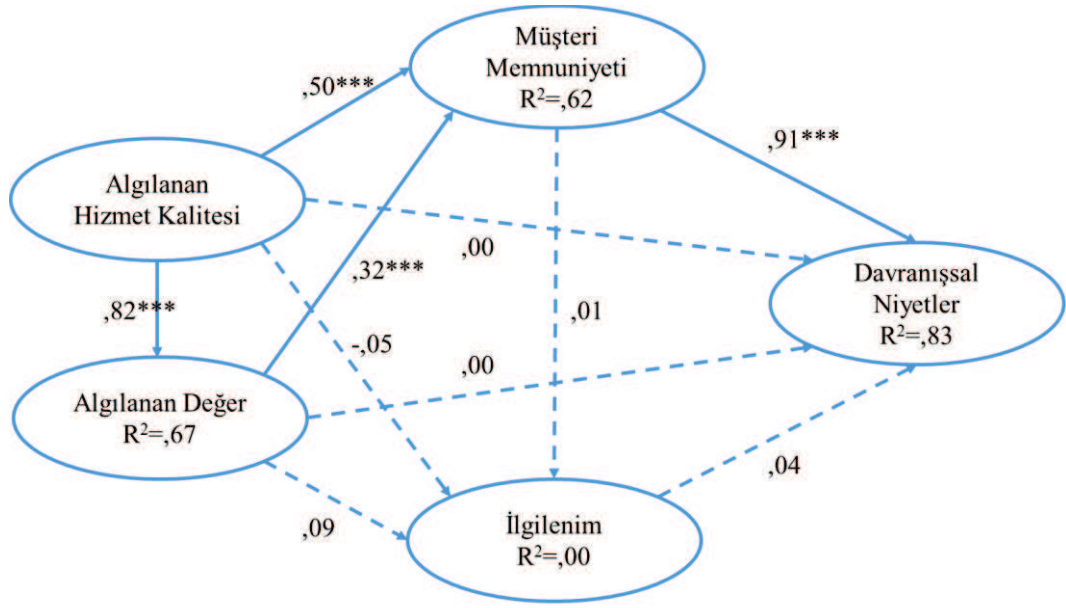 Müşteri
Memnuniyeti
R²=,62
,50***
,91***
Algılanan
Hizmet Kalitesi
,00
,32***
Davranışsal
Niyetler
R²=,83
,82***
,01
-,05
,00
Algılanan Değer
R²=,67
,04
,09
İlgilenim
R²=,00